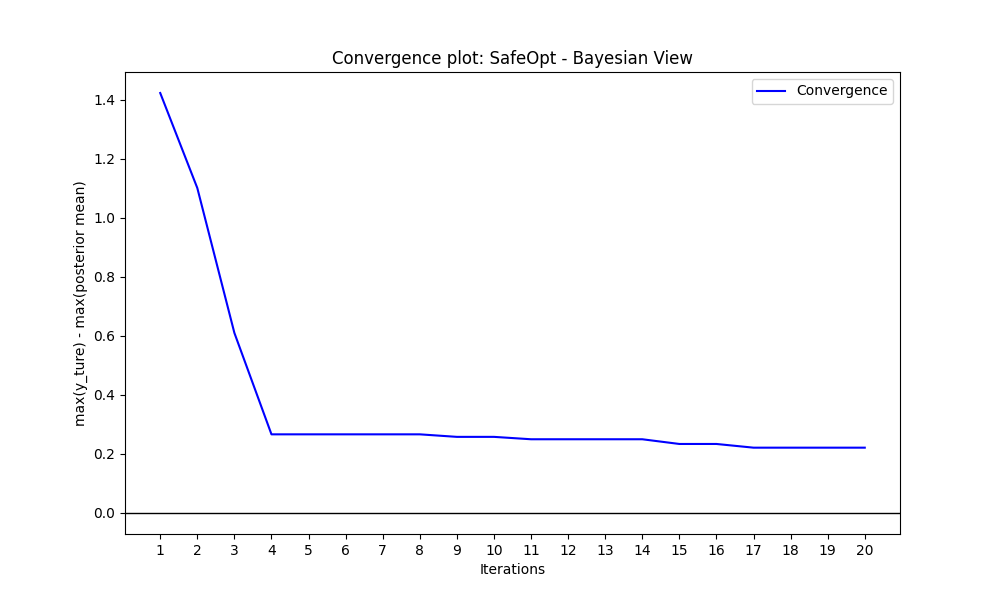 Convergence plot: SafeOpt - Bayesian View
Convergence
max(y_ture) - max(posterior mean)
1.4
1.2
1.0
0.8
0.6
0.4
0.2
0.0
1 2 3 4 5 6 7 8 9 10 11 12 13 14 15 16 17 18 19 20
Iterations